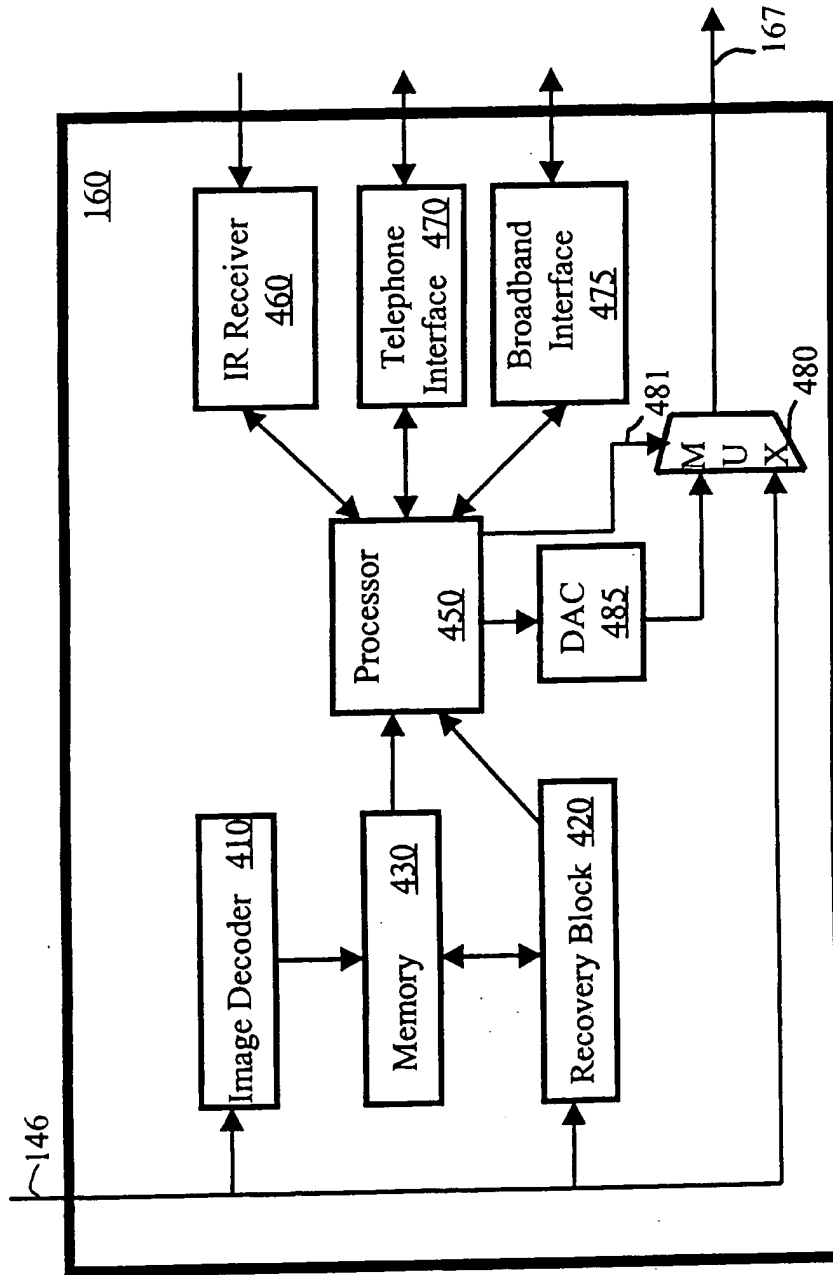 146
160
Image Decoder 410
Memory 430
Recovery Block 420
Processor
450
DAC
485
IR Receiver
460
Telephone
Interface 470
Broadband
Interface
475
481
M
U
X
480
167